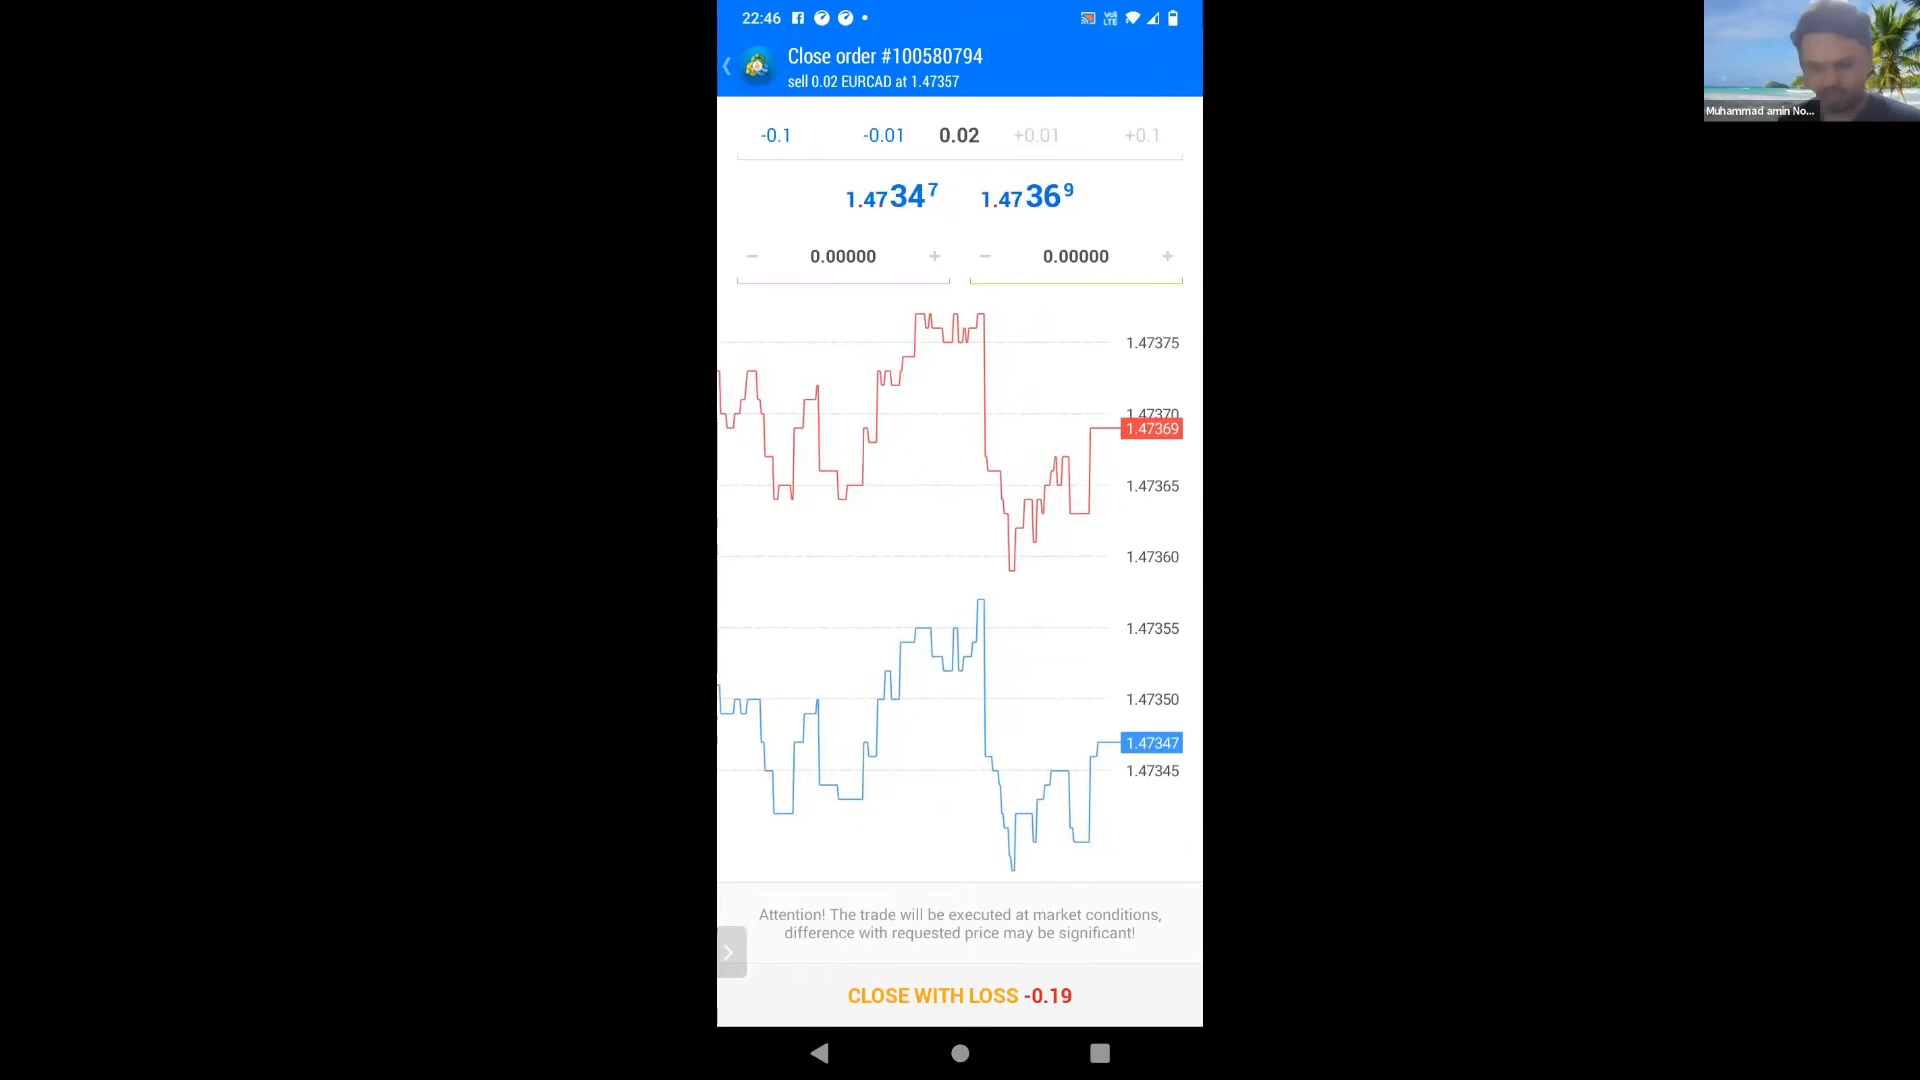 22:46
VoLTE
Close order #100580794
sell 0.02 EURCAD at 1.47357
-0.1 -0.01 0.02 +0.01 +0.1
1.47347 1.47369
− 0.00000 + − 0.00000 +
1.47375
1.47370
1.47369
1.47365
1.47360
1.47355
1.47350
1.47347
1.47345
Attention! The trade will be executed at market conditions,
difference with requested price may be significant!
CLOSE WITH LOSS -0.19
Muhammad amin No...